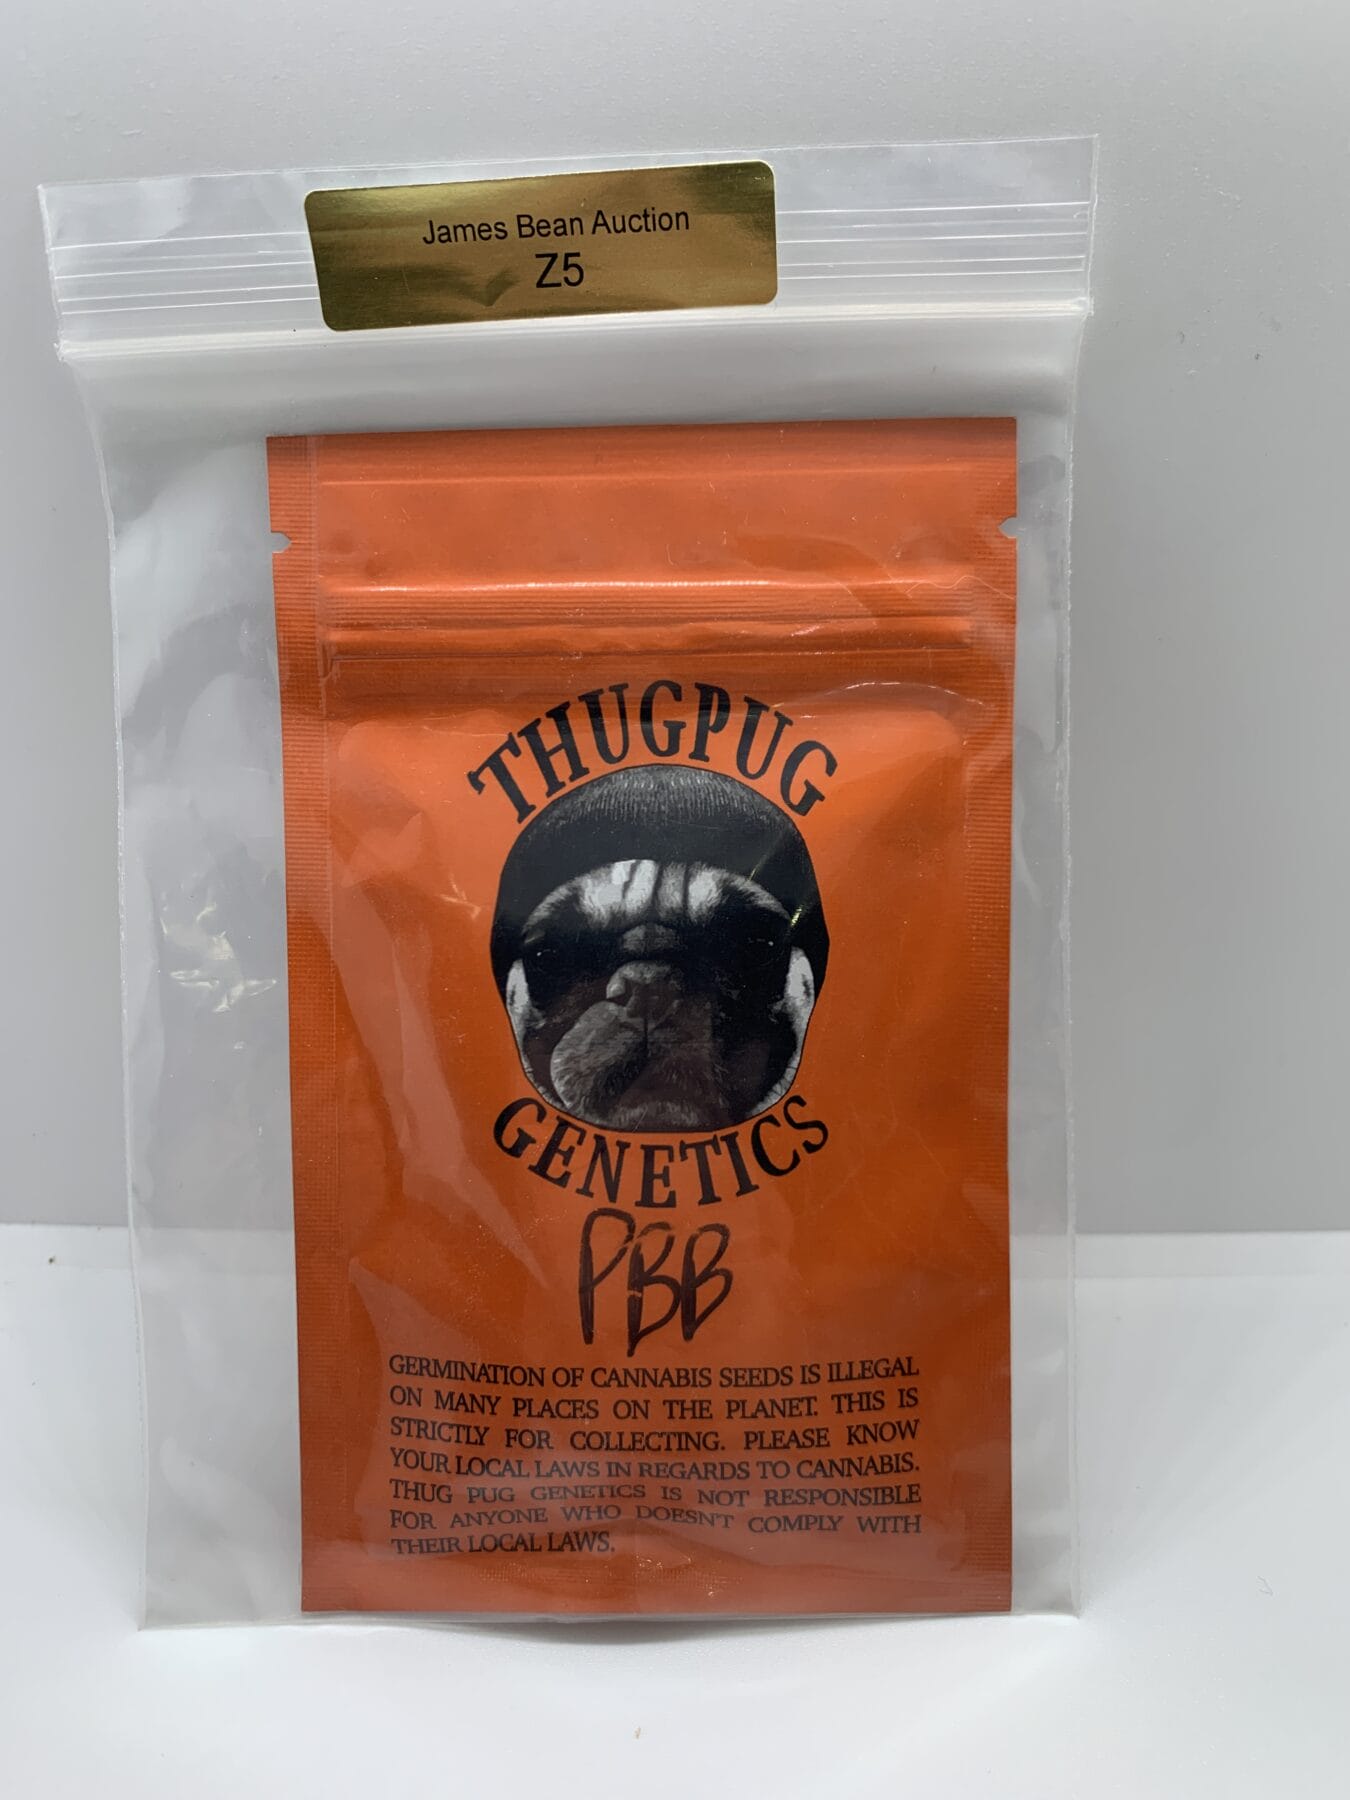 James Bean Auction
Z5
THUGPUG
GENETICS
PBB
GERMINATION OF CANNABIS SEEDS IS ILLEGAL
ON MANY PLACES ON THE PLANET. THIS IS
STRICTLY FOR COLLECTING. PLEASE KNOW
YOUR LOCAL LAWS IN REGARDS TO CANNABIS.
THUG PUG GENETICS IS NOT RESPONSIBLE
FOR ANYONE WHO DOESN'T COMPLY WITH
THEIR LOCAL LAWS.